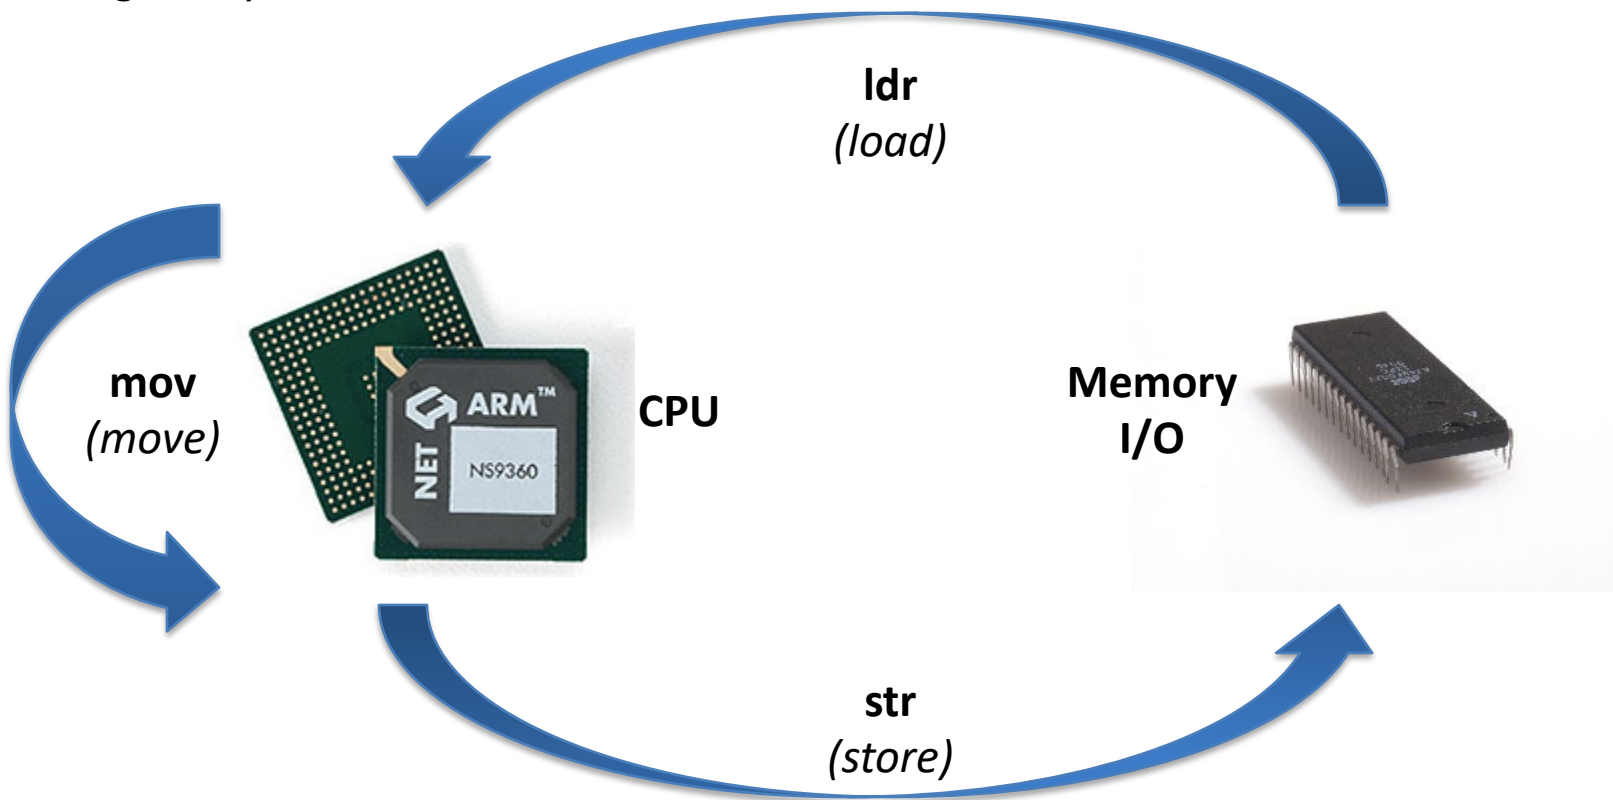 ldr
(load)
mov
(move)
ARM™
NET
NS9360
CPU
Memory
I/O
str
(store)